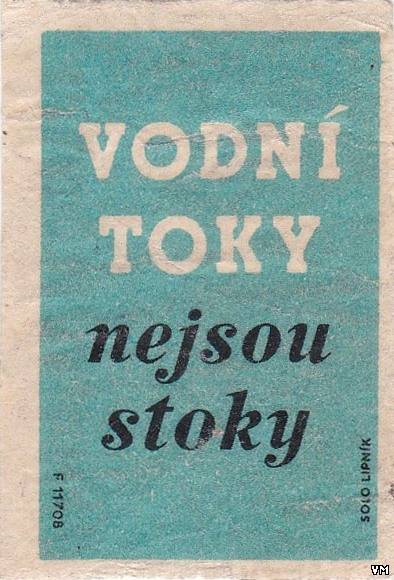 VODNÍ
TOKY
nejsou
stoky
F 11708
SOLO LIPNÍK
VM